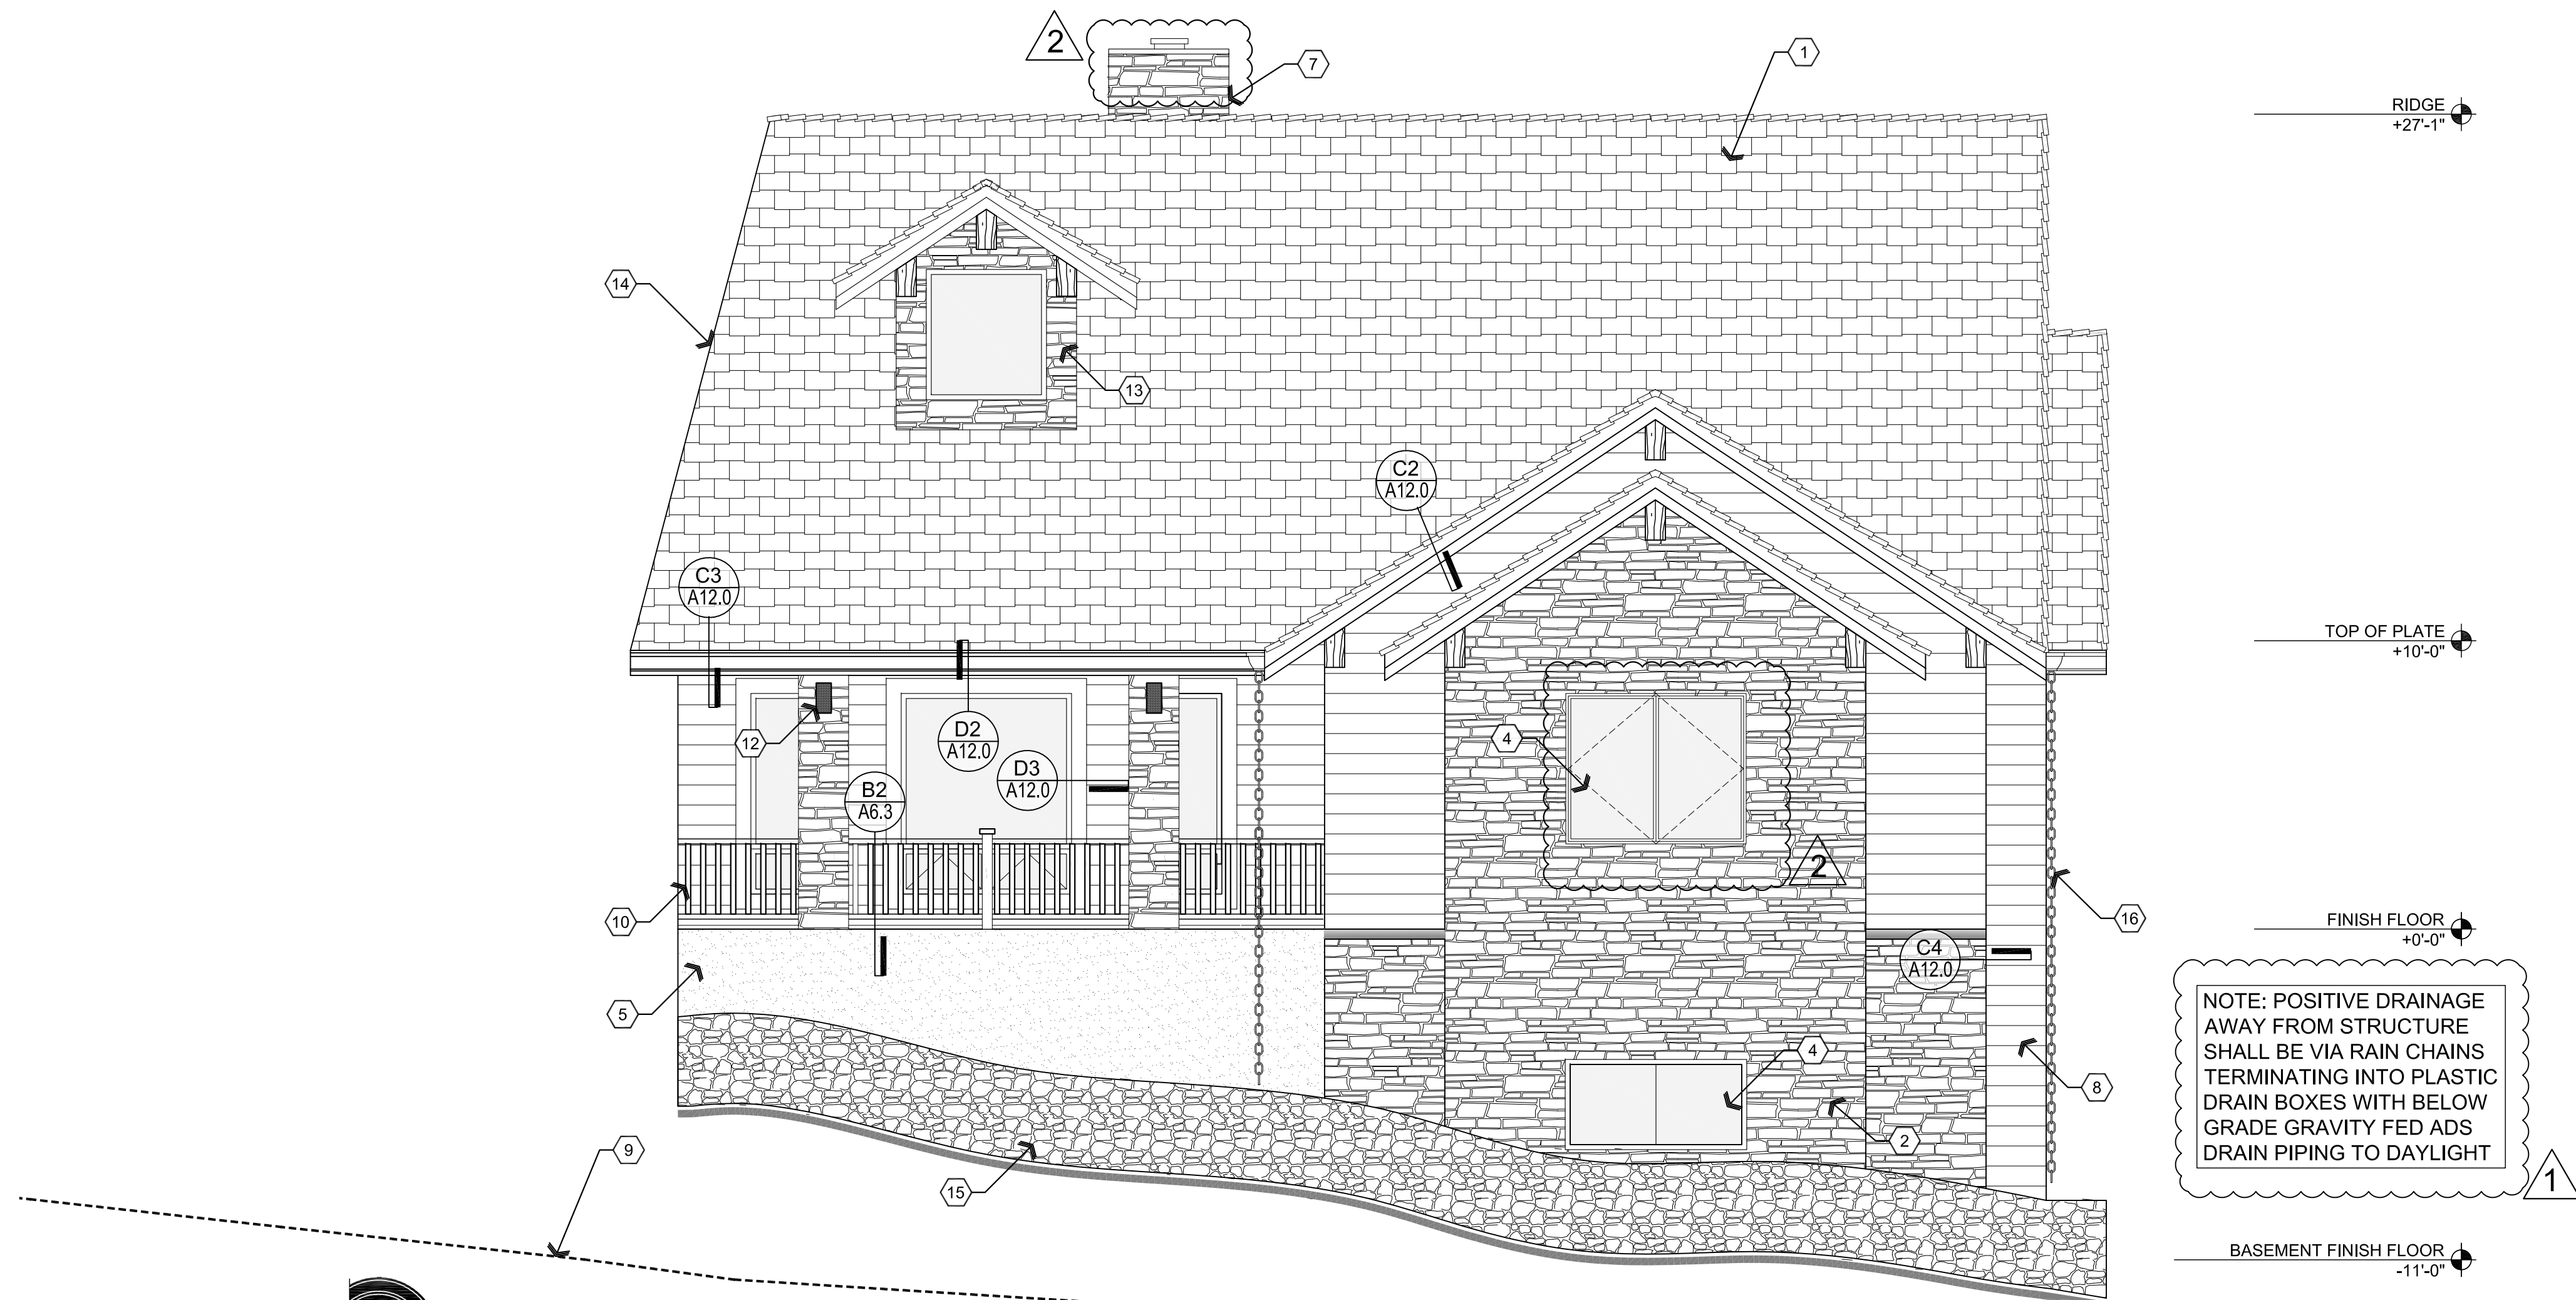 2
7
1
RIDGE
+27'-1"
14
13
C2
A12.0
C3
A12.0
TOP OF PLATE
+10'-0"
12
D2
A12.0
4
D3
A12.0
B2
A6.3
2
10
16
FINISH FLOOR
+0'-0"
C4
A12.0
5
NOTE: POSITIVE DRAINAGE
AWAY FROM STRUCTURE
SHALL BE VIA RAIN CHAINS
TERMINATING INTO PLASTIC
DRAIN BOXES WITH BELOW
GRADE GRAVITY FED ADS
DRAIN PIPING TO DAYLIGHT
4
8
2
9
15
1
BASEMENT FINISH FLOOR
-11'-0"